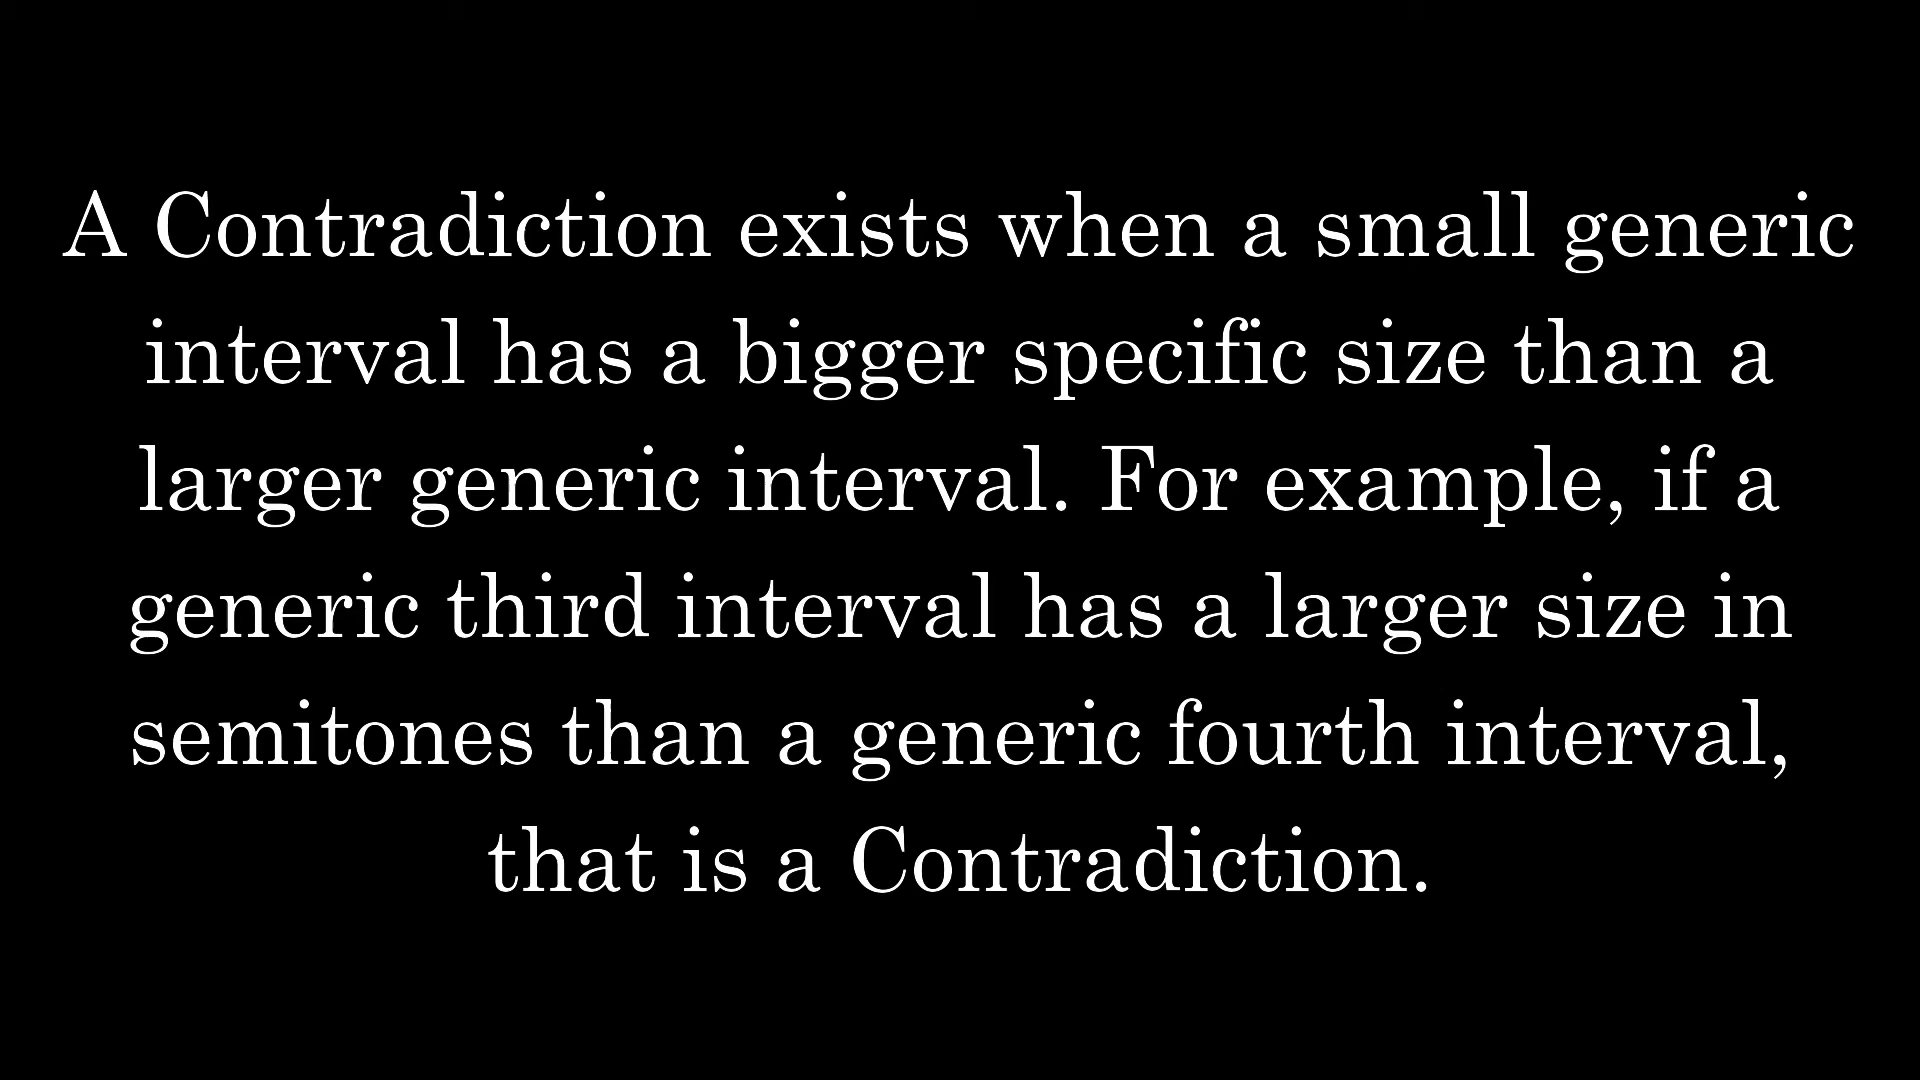 A Contradiction exists when a small generic
interval has a bigger specific size than a
larger generic interval. For example, if a
generic third interval has a larger size in
semitones than a generic fourth interval,
that is a Contradiction.